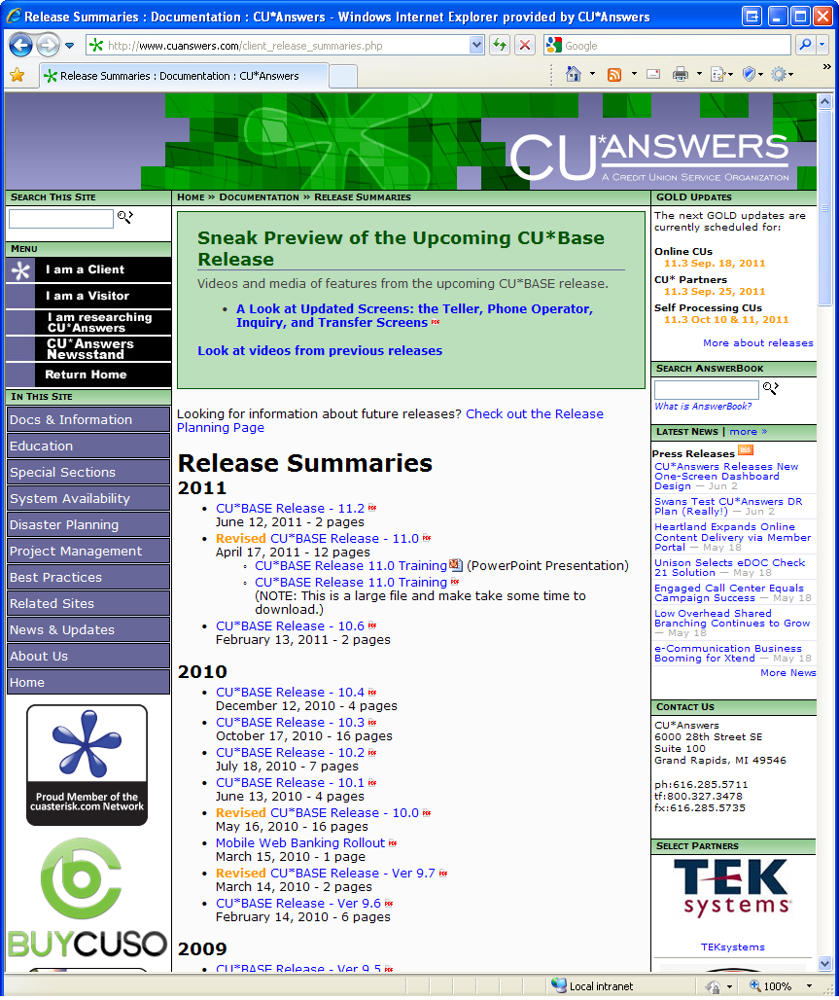 Release Summaries : Documentation : CU*Answers - Windows Internet Explorer provided by CU*Answers
http://www.cuanswers.com/client_release_summaries.php
Google
Release Summaries : Documentation : CU*Answers
CU*ANSWERS
A CREDIT UNION SERVICE ORGANIZATION
SEARCH THIS SITE
MENU
I am a Client
I am a Visitor
I am researching
CU*Answers
CU*Answers
Newsstand
Return Home
IN THIS SITE
Docs & Information
Education
Special Sections
System Availability
Disaster Planning
Project Management
Best Practices
Related Sites
News & Updates
About Us
Home
Proud Member of the
cuasterisk.com Network
BUYCUSO
HOME » DOCUMENTATION » RELEASE SUMMARIES
Sneak Preview of the Upcoming CU*Base
Release
Videos and media of features from the upcoming CU*BASE release.
• A Look at Updated Screens: the Teller, Phone Operator,
Inquiry, and Transfer Screens
Look at videos from previous releases
Looking for information about future releases? Check out the Release
Planning Page
Release Summaries
2011
• CU*BASE Release - 11.2
June 12, 2011 - 2 pages
• Revised CU*BASE Release - 11.0
April 17, 2011 - 12 pages
◦ CU*BASE Release 11.0 Training (PowerPoint Presentation)
◦ CU*BASE Release 11.0 Training
(NOTE: This is a large file and make take some time to
download.)
• CU*BASE Release - 10.6
February 13, 2011 - 2 pages
2010
• CU*BASE Release - 10.4
December 12, 2010 - 4 pages
• CU*BASE Release - 10.3
October 17, 2010 - 16 pages
• CU*BASE Release - 10.2
July 18, 2010 - 7 pages
• CU*BASE Release - 10.1
June 13, 2010 - 4 pages
• Revised CU*BASE Release - 10.0
May 16, 2010 - 16 pages
• Mobile Web Banking Rollout
March 15, 2010 - 1 page
• Revised CU*BASE Release - Ver 9.7
March 14, 2010 - 2 pages
• CU*BASE Release - Ver 9.6
February 14, 2010 - 6 pages
2009
• CU*BASE Release - Ver 9.5
GOLD UPDATES
The next GOLD updates are
currently scheduled for:
Online CUs
11.3 Sep. 18, 2011
CU* Partners
11.3 Sep. 25, 2011
Self Processing CUs
11.3 Oct 10 & 11, 2011
More about releases
SEARCH ANSWERBOOK
What is AnswerBook?
LATEST NEWS | more »
Press Releases RSS
CU*Answers Releases New
One-Screen Dashboard
Design — Jun 2
Swans Test CU*Answers DR
Plan (Really!) — Jun 2
Heartland Expands Online
Content Delivery via Member
Portal — May 18
Unison Selects eDOC Check
21 Solution — May 18
Engaged Call Center Equals
Campaign Success — May 18
Low Overhead Shared
Branching Continues to Grow
— May 18
e-Communication Business
Booming for Xtend — May 18
More News
CONTACT US
CU*Answers
6000 28th Street SE
Suite 100
Grand Rapids, MI 49546
ph:616.285.5711
tf:800.327.3478
fx:616.285.5735
SELECT PARTNERS
TEK
systems
TEKsystems
Local intranet
100%